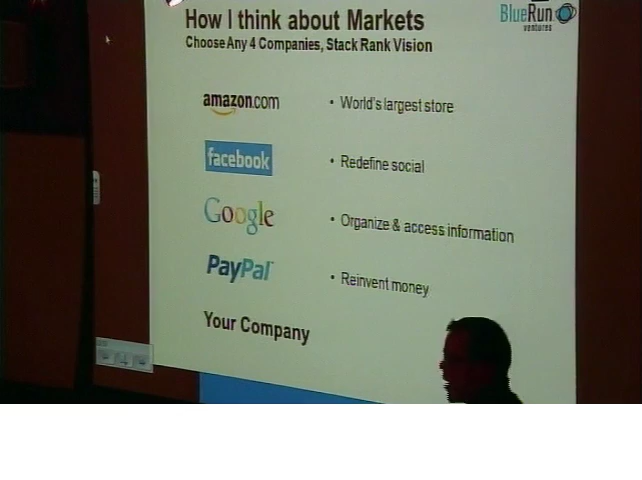 How I think about Markets
Choose Any 4 Companies, Stack Rank Vision
BlueRun
ventures
amazon.com
• World's largest store
facebook
• Redefine social
Google
• Organize & access information
PayPal
• Reinvent money
Your Company